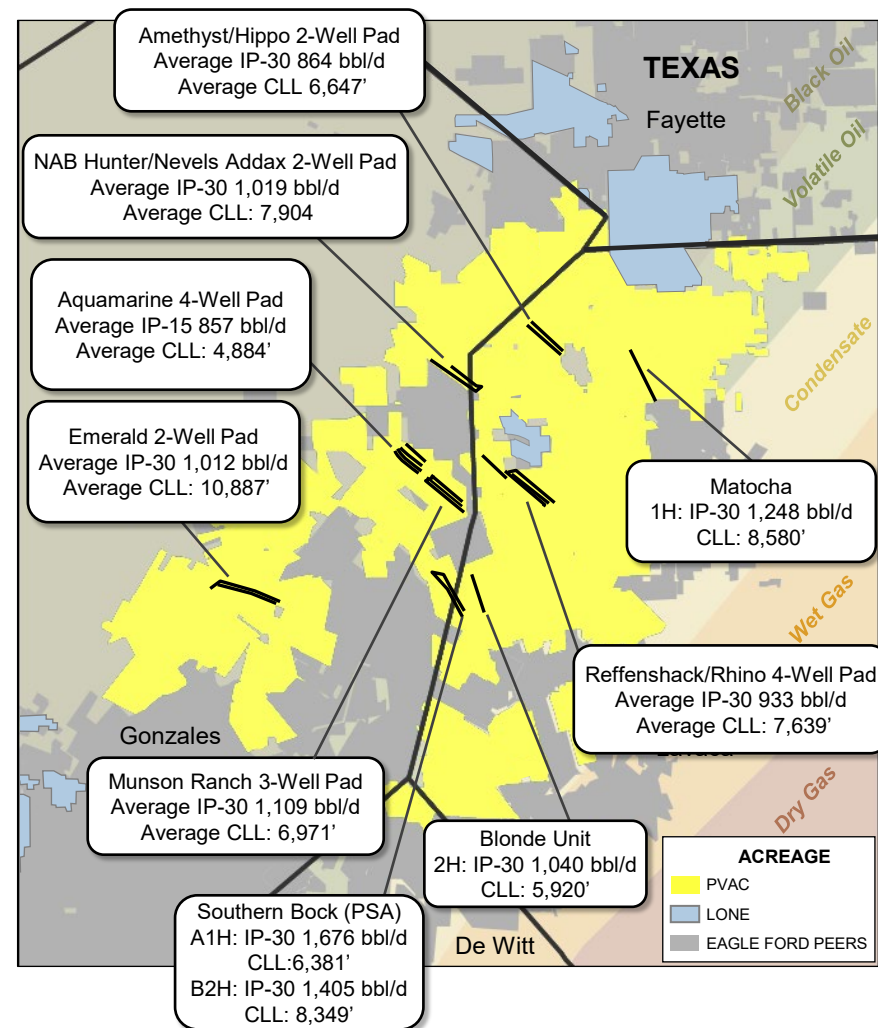 Amethyst/Hippo 2-Well Pad
Average IP-30 864 bbl/d
Average CLL 6,647’
TEXAS
Fayette
Black Oil
Volatile Oil
NAB Hunter/Nevels Addax 2-Well Pad
Average IP-30 1,019 bbl/d
Average CLL: 7,904
Aquamarine 4-Well Pad
Average IP-15 857 bbl/d
Average CLL: 4,884’
Condensate
Emerald 2-Well Pad
Average IP-30 1,012 bbl/d
Average CLL: 10,887’
Matocha
1H: IP-30 1,248 bbl/d
CLL: 8,580’
Wet Gas
Reffenshack/Rhino 4-Well Pad
Average IP-30 933 bbl/d
Average CLL: 7,639’
Gonzales
Dry Gas
Munson Ranch 3-Well Pad
Average IP-30 1,109 bbl/d
Average CLL: 6,971’
Blonde Unit
2H: IP-30 1,040 bbl/d
CLL: 5,920’
Southern Bock (PSA)
A1H: IP-30 1,676 bbl/d
CLL:6,381’
B2H: IP-30 1,405 bbl/d
CLL: 8,349’
De Witt
ACREAGE
PVAC
LONE
EAGLE FORD PEERS